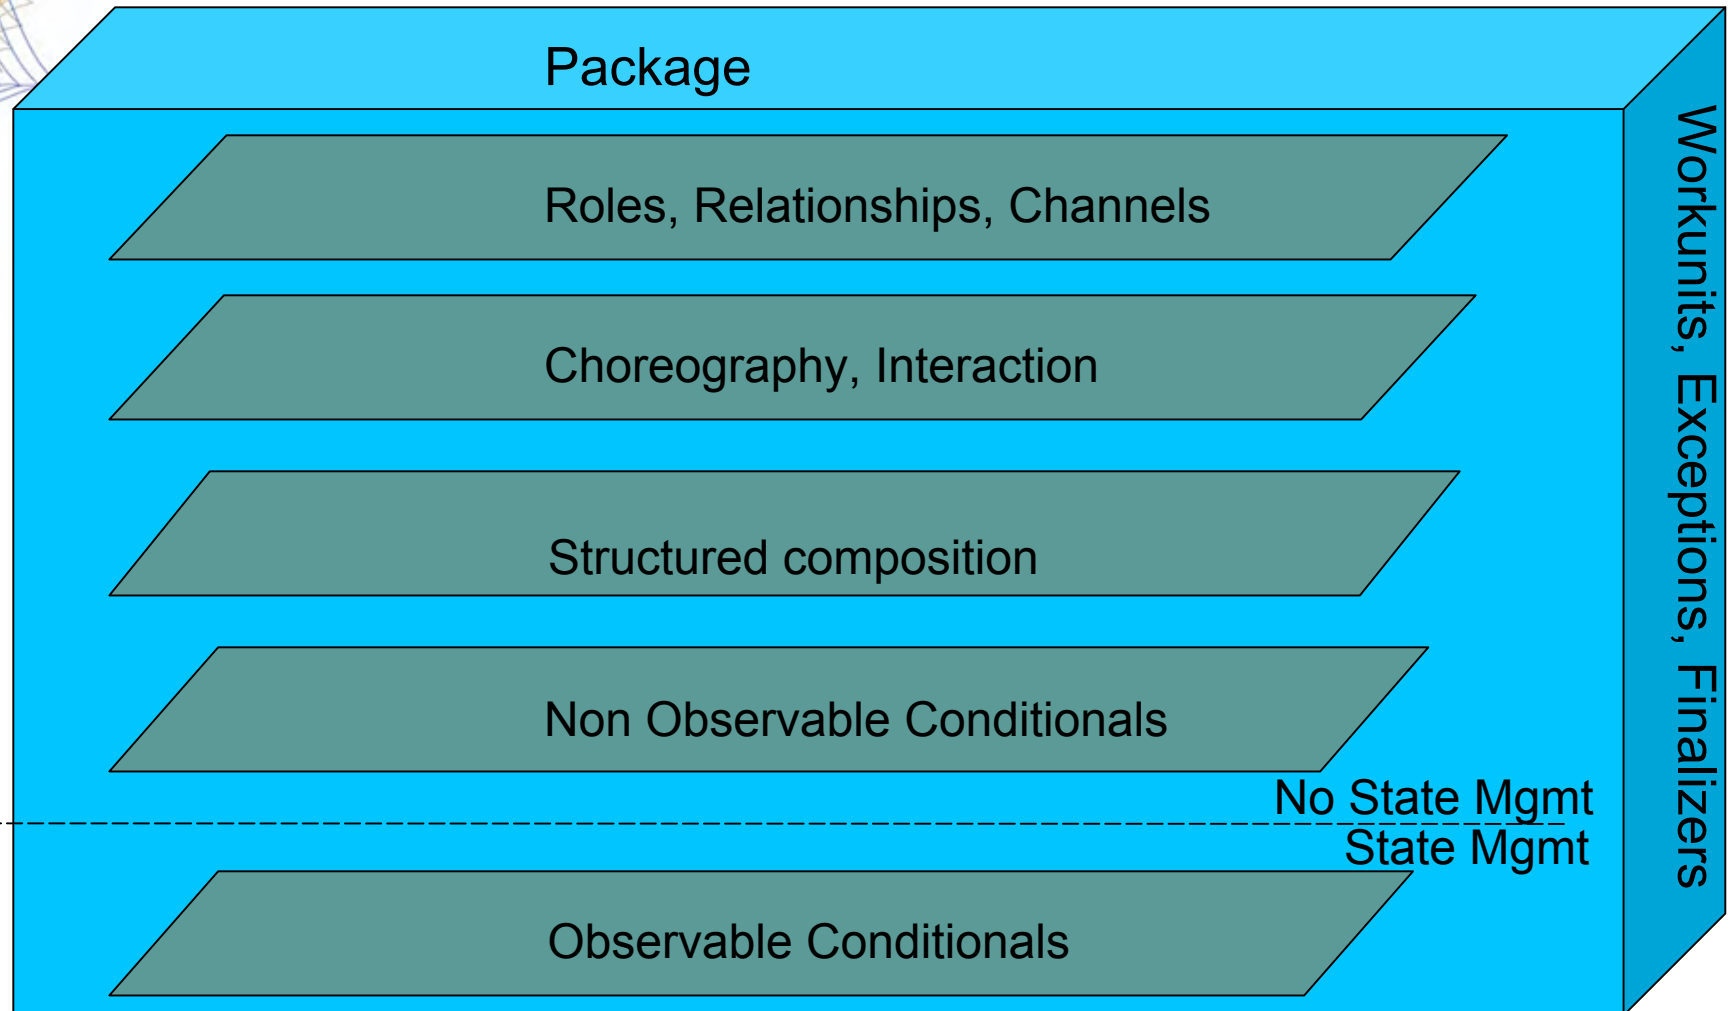 Package
Roles, Relationships, Channels
Choreography, Interaction
Structured composition
Non Observable Conditionals
No State Mgmt
State Mgmt
Observable Conditionals
Workunits, Exceptions, Finalizers